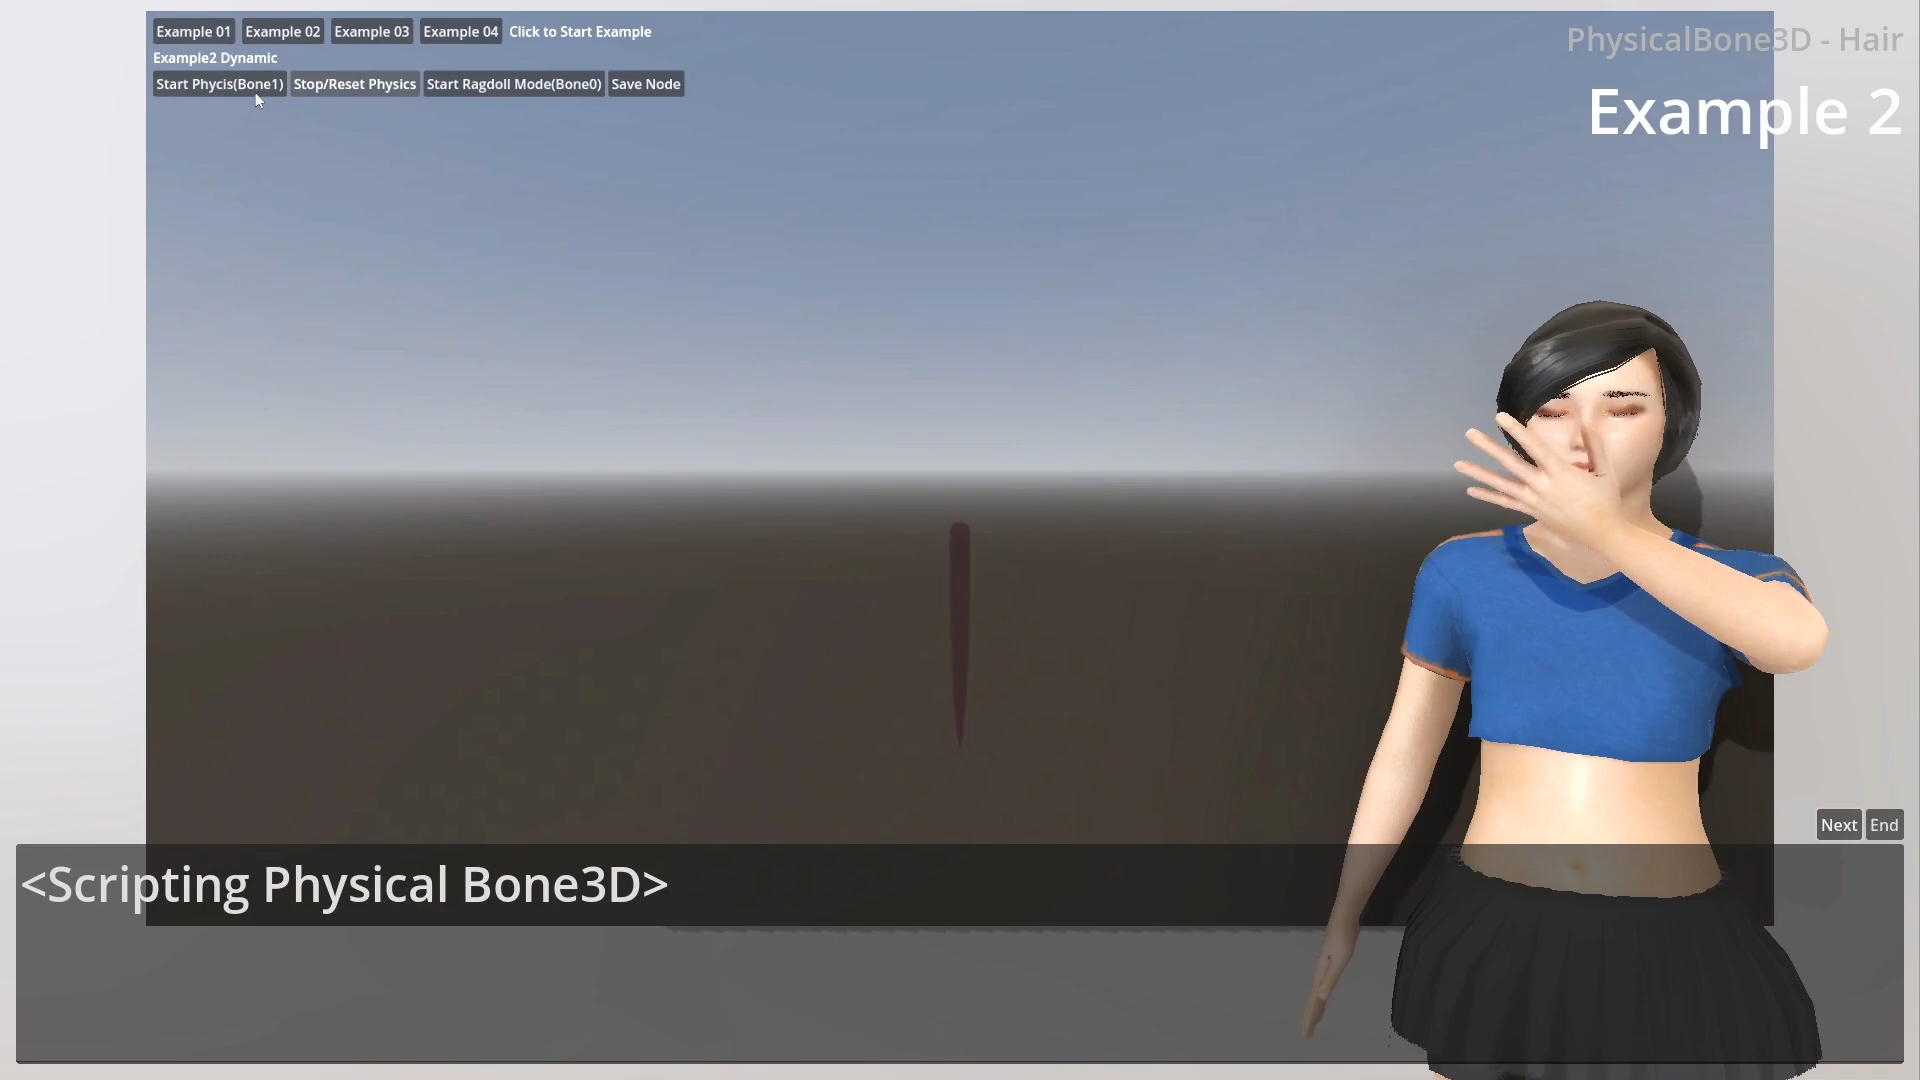 Example 01 Example 02 Example 03 Example 04 Click to Start Example
Example2 Dynamic
Start Phycis(Bone1) Stop/Reset Physics Start Ragdoll Mode(Bone0) Save Node
PhysicalBone3D - Hair
Example 2
Next End
<Scripting Physical Bone3D>